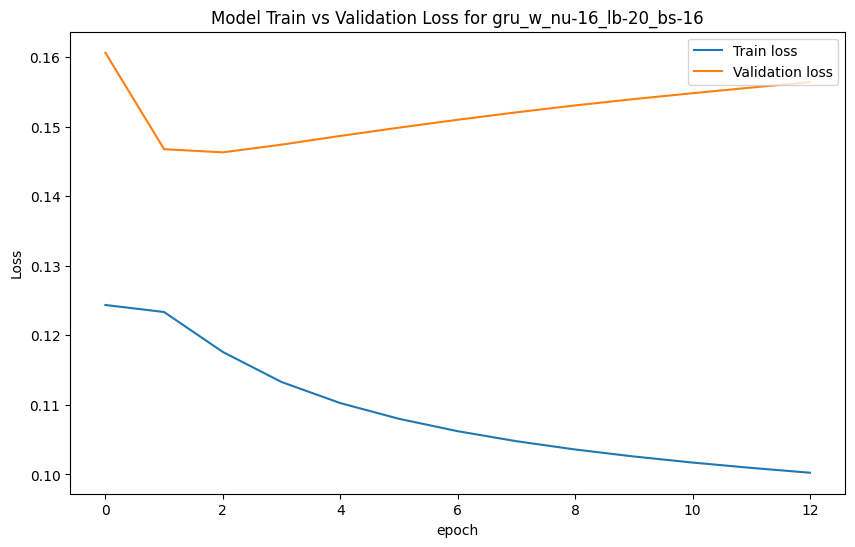 Model Train vs Validation Loss for gru_w_nu-16_lb-20_bs-16
Train loss
Validation loss
0.16
0.15
0.14
0.13
0.12
0.11
0.10
Loss
0 2 4 6 8 10 12
epoch